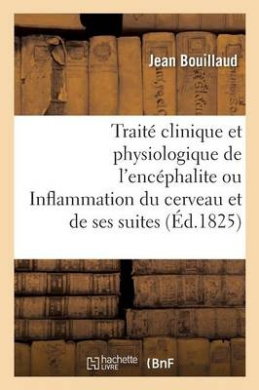 Jean Bouillaud
Traité clinique et physiologique de
l'encéphalite ou
Inflammation du cerveau et de
ses suites (Éd.1825)
hachette
LIVRE
{BnF